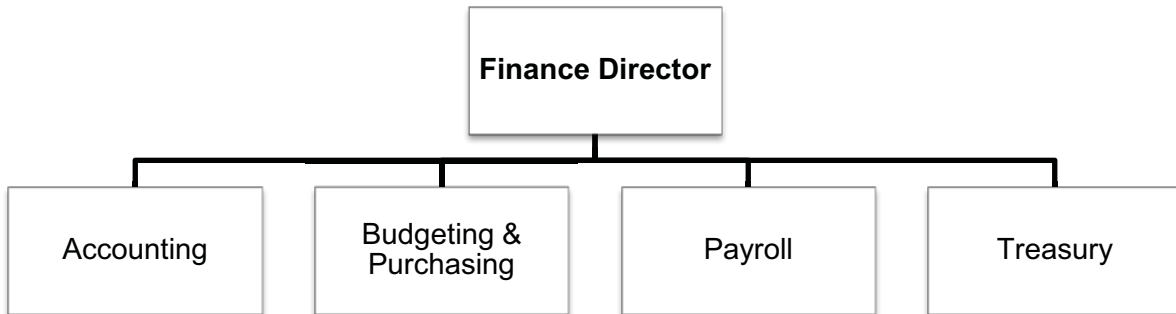 Finance Director
Accounting
Budgeting &
Purchasing
Payroll
Treasury